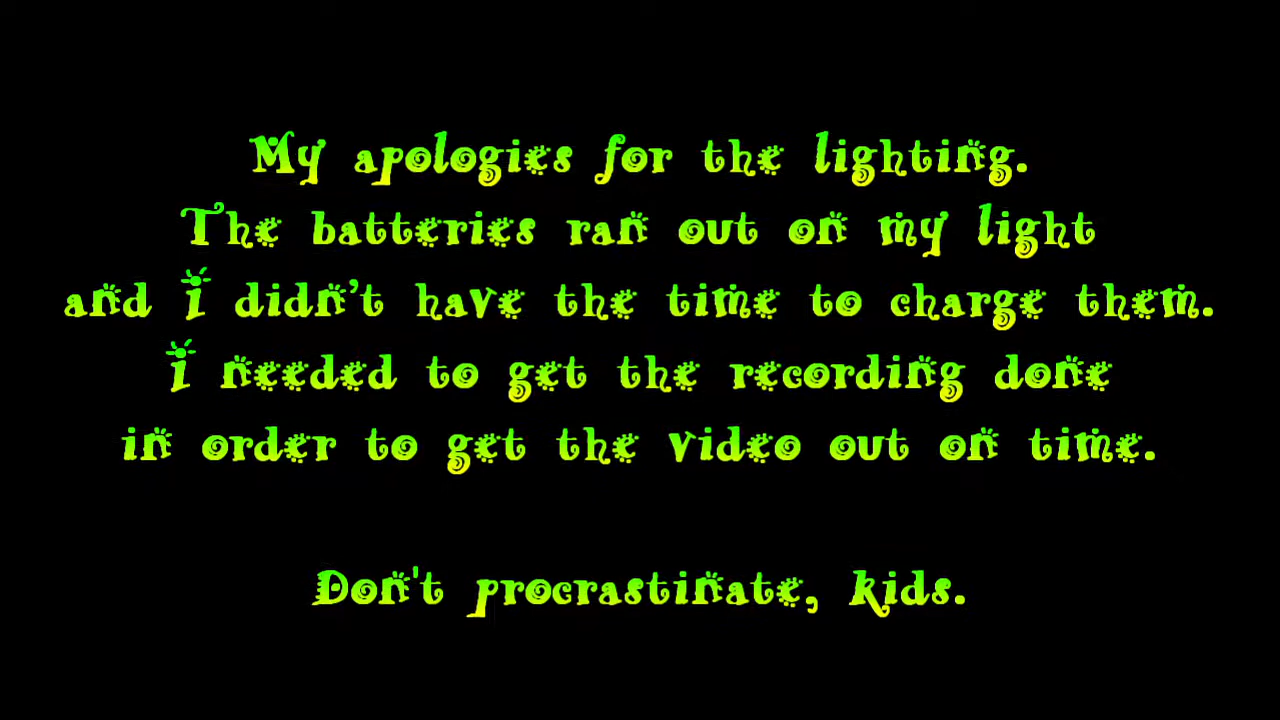 My apologies for the lighting.
The batteries ran out on my light
and I didn't have the time to charge them.
I needed to get the recording done
in order to get the video out on time.
Don't procrastinate, kids.